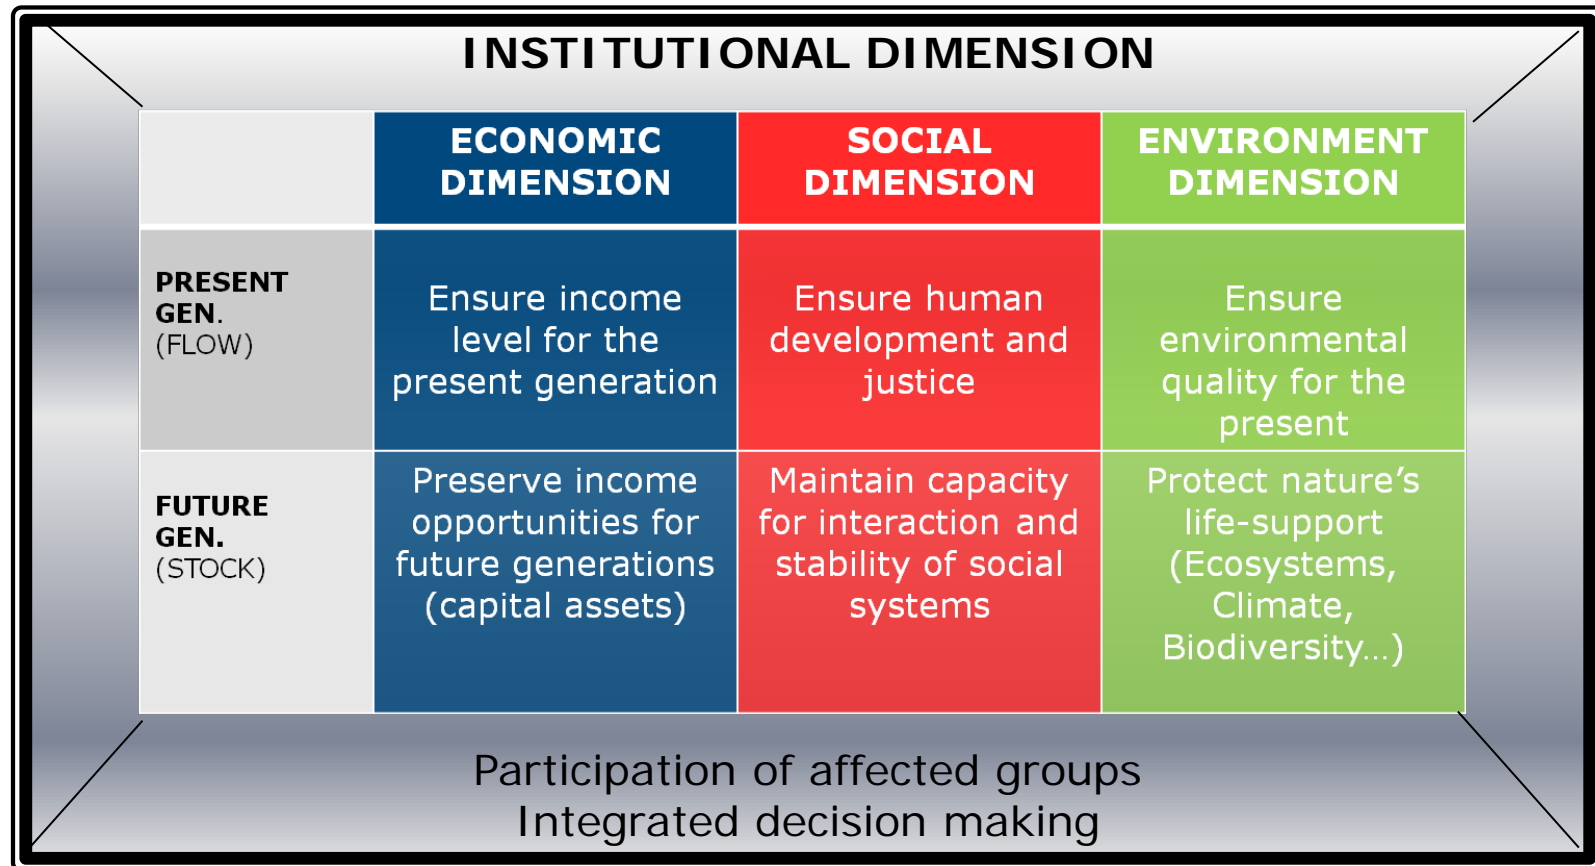 INSTITUTIONAL DIMENSION
ECONOMIC
DIMENSION
SOCIAL
DIMENSION
ENVIRONMENT
DIMENSION
PRESENT
GEN.
(FLOW)
Ensure income
level for the
present generation
Ensure human
development and
justice
Ensure
environmental
quality for the
present
FUTURE
GEN.
(STOCK)
Preserve income
opportunities for
future generations
(capital assets)
Maintain capacity
for interaction and
stability of social
systems
Protect nature’s
life-support
(Ecosystems,
Climate,
Biodiversity…)
Participation of affected groups
Integrated decision making